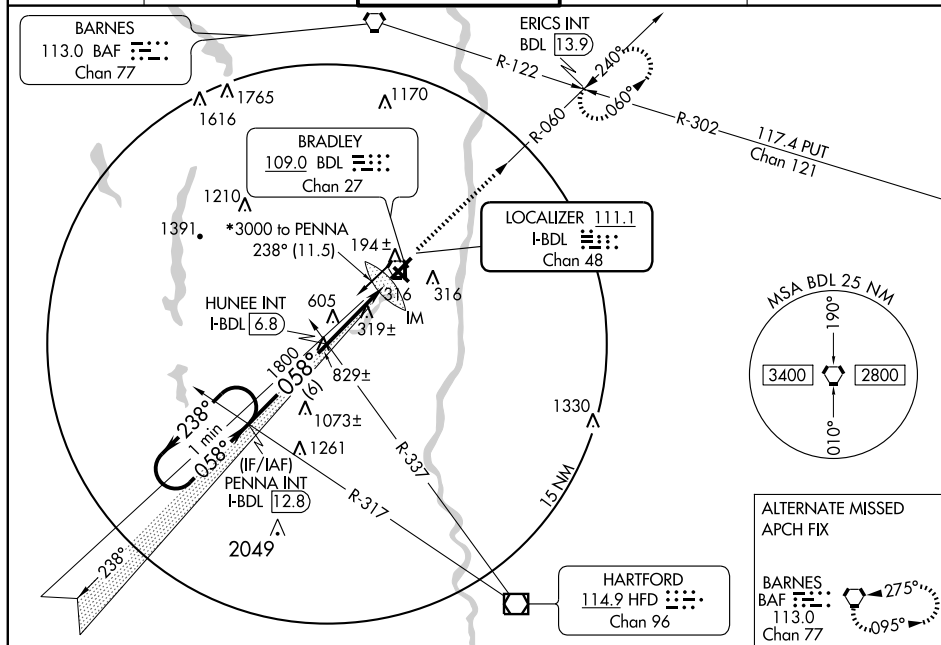 BARNES
113.0 BAF
Chan 77
ERICS INT
BDL 13.9
R-122
240°
060°
R-060
R-302
117.4 PUT
Chan 121
1765
1616
1170
BRADLEY
109.0 BDL
Chan 27
1210
1391
*3000 to PENNA
238° (11.5)
194±
LOCALIZER 111.1
I-BDL
Chan 48
316
316
IM
HUNEE INT
I-BDL 6.8
605
319±
MSA BDL 25 NM
190°
3400
2800
010°
1800
058°
(6)
829±
238°
1 min
058°
1073±
1330
1261
(IF/IAF)
PENNA INT
I-BDL 12.8
R-337
R-317
15 NM
2049
238°
HARTFORD
114.9 HFD
Chan 96
ALTERNATE MISSED
APCH FIX
BARNES
BAF
113.0
Chan 77
275°
095°